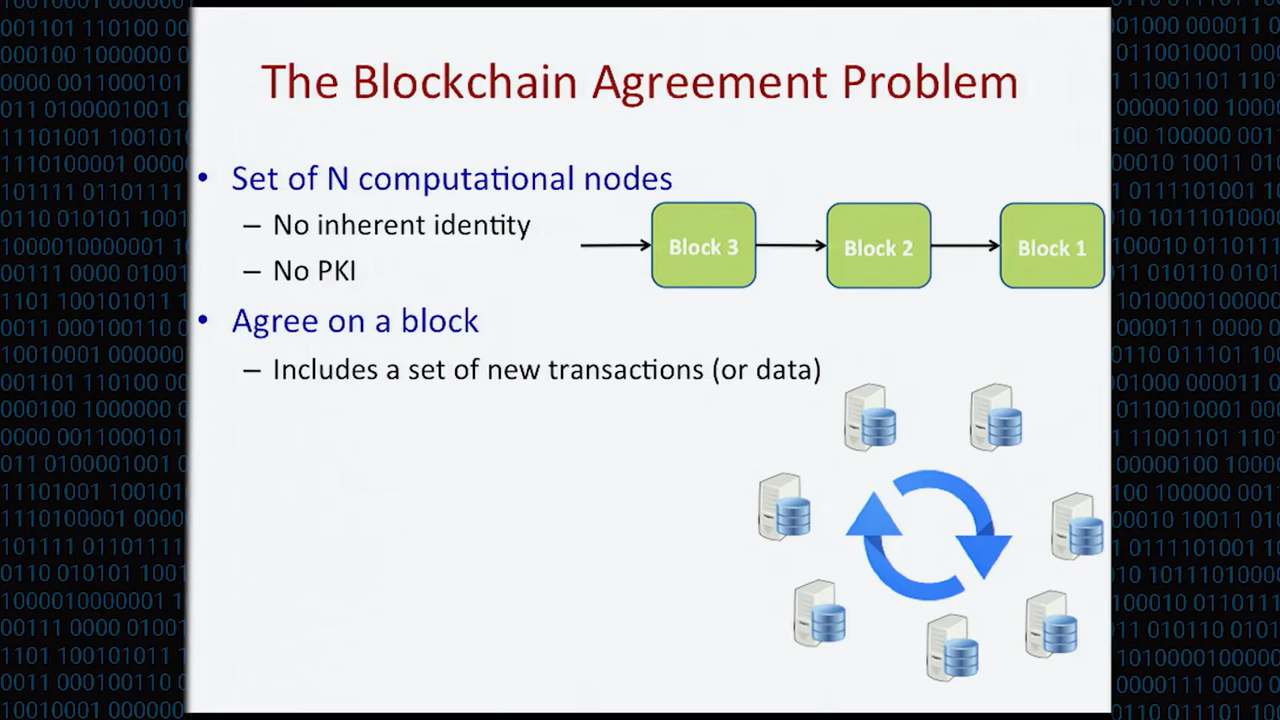 The Blockchain Agreement Problem
• Set of N computational nodes
– No inherent identity
– No PKI
Block 3
Block 2
Block 1
• Agree on a block
– Includes a set of new transactions (or data)